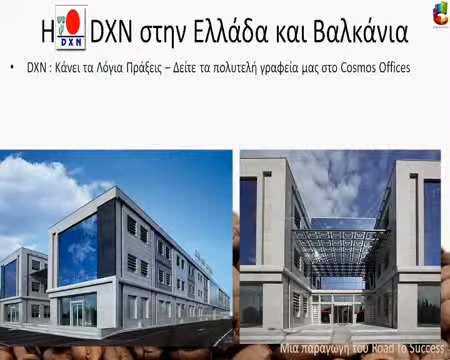 Η DXN DXN στην Ελλάδα και Βαλκάνια
• DXN : Κάνει τα Λόγια Πράξεις – Δείτε τα πολυτελή γραφεία μας στο Cosmos Offices
Μια παραγωγή του Road to Success